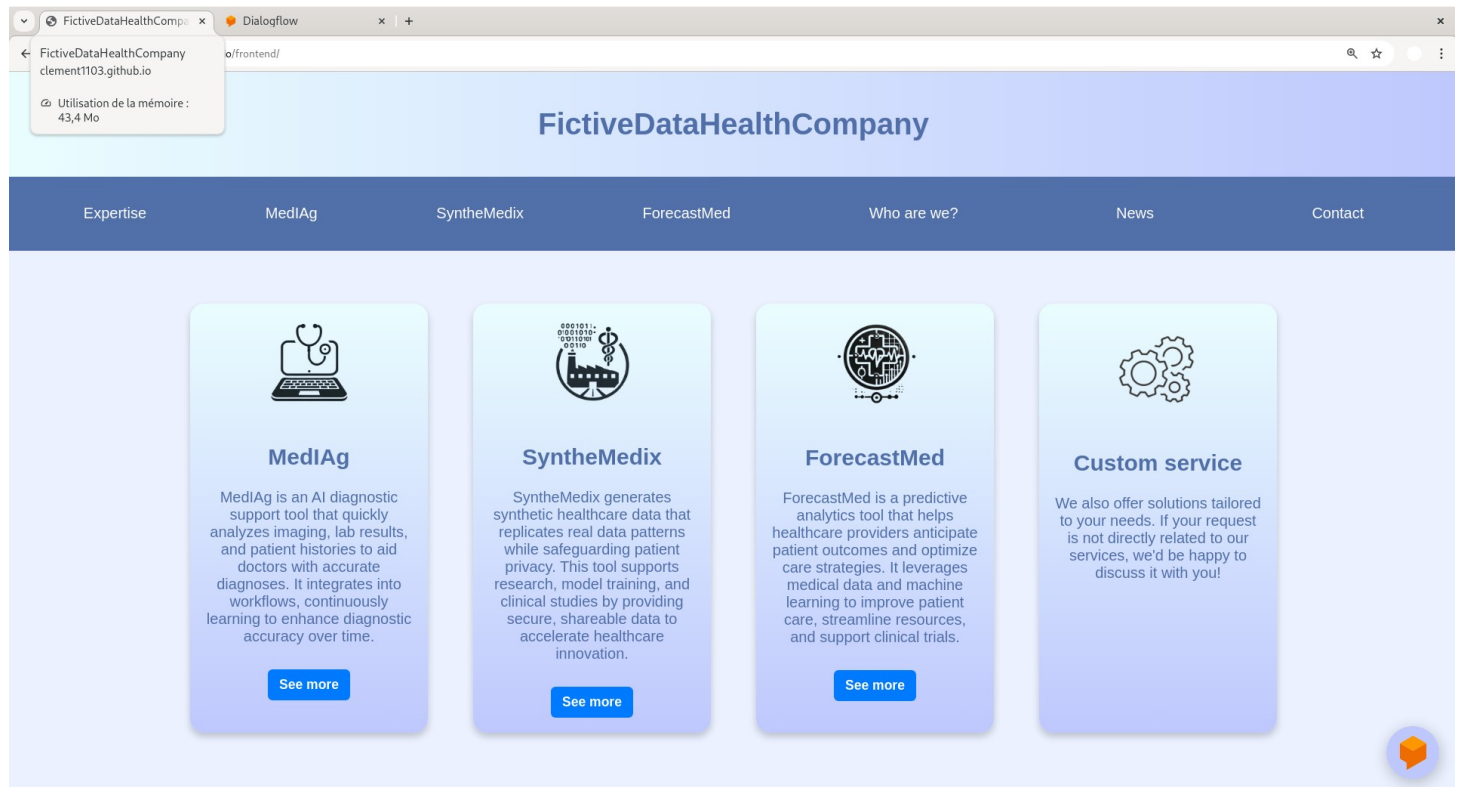 FictiveDataHealthCompa
Dialogflow
FictiveDataHealthCompany
clement1103.github.io
Utilisation de la mémoire :
43,4 Mo
o/frontend/
FictiveDataHealthCompany
Expertise
MedIAg
SyntheMedix
ForecastMed
Who are we?
News
Contact
MedIAg
MedIAg is an AI diagnostic
support tool that quickly
analyzes imaging, lab results,
and patient histories to aid
doctors with accurate
diagnoses. It integrates into
workflows, continuously
learning to enhance diagnostic
accuracy over time.
See more
SyntheMedix
SyntheMedix generates
synthetic healthcare data that
replicates real data patterns
while safeguarding patient
privacy. This tool supports
research, model training, and
clinical studies by providing
secure, shareable data to
accelerate healthcare
innovation.
See more
ForecastMed
ForecastMed is a predictive
analytics tool that helps
healthcare providers anticipate
patient outcomes and optimize
care strategies. It leverages
medical data and machine
learning to improve patient
care, streamline resources,
and support clinical trials.
See more
Custom service
We also offer solutions tailored
to your needs. If your request
is not directly related to our
services, we'd be happy to
discuss it with you!